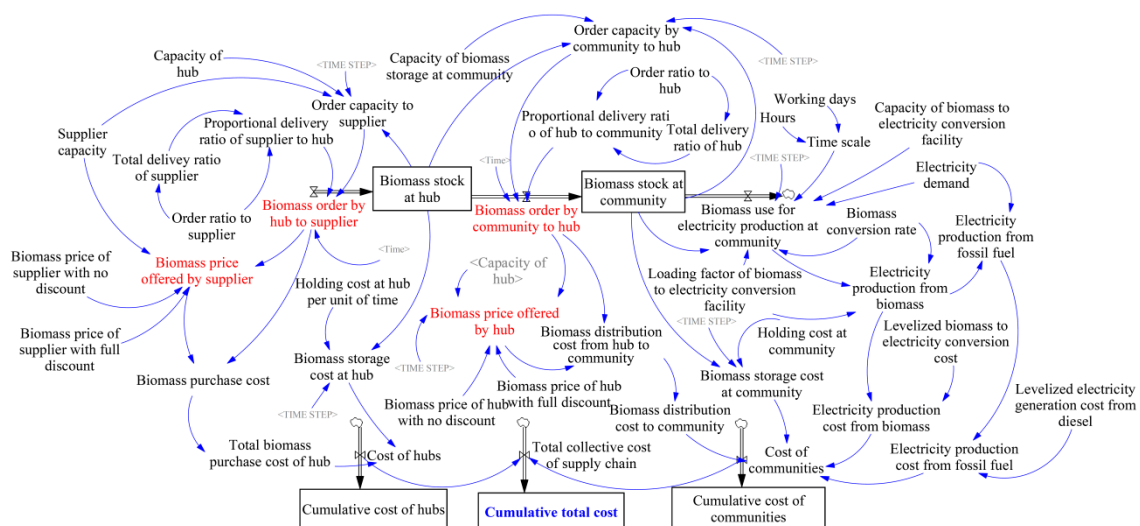 Order capacity by
community to hub
Capacity of
hub
<TIME STEP>
Capacity of biomass
storage at community
<TIME STEP>
Order ratio to
hub
Working days
Hours
Capacity of biomass to
electricity conversion
facility
Supplier
capacity
Order capacity to
supplier
Proportional delivery
ratio of supplier to hub
Proportional delivery rati
o of hub to community
Total delivery
ratio of hub
Time scale
Total delivey ratio
of supplier
<Time>
<TIME STEP>
Electricity
demand
Biomass stock
at hub
Biomass stock at
community
Order ratio to
supplier
Biomass order by
hub to supplier
Biomass order by
community to hub
Biomass use for
electricity production at
community
Biomass
conversion rate
Electricity
production from
fossil fuel
Biomass price of
supplier with no
discount
Biomass price
offered by supplier
<Time>
<Capacity of
hub>
Holding cost at hub
per unit of time
Loading factor of biomass
to electricity conversion
facility
Electricity
production from
biomass
Biomass price of
supplier with full
discount
Biomass price offered
by hub
Biomass distribution
cost from hub to
community
<TIME STEP>
Holding cost at
community
Levelized biomass to
electricity conversion
cost
Biomass purchase cost
Biomass storage
cost at hub
<TIME STEP>
Biomass price of hub
with full discount
Biomass price of hub
with no discount
Biomass storage cost
at community
Levelized electricity
generation cost from
diesel
<TIME STEP>
Biomass distribution
cost to community
Electricity production
cost from biomass
Total biomass
purchase cost of hub
Cost of hubs
Total collective cost
of supply chain
Cost of
communities
Electricity production
cost from fossil fuel
Cumulative cost of hubs
Cumulative total cost
Cumulative cost of
communities